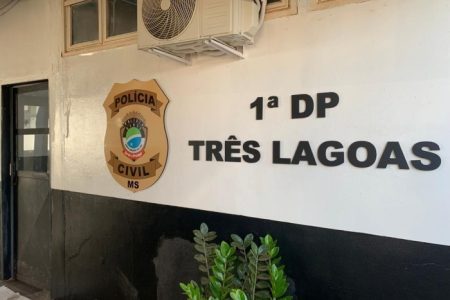 POLÍCIA
CIVIL
MS
1ª DP
TRÊS LAGOAS